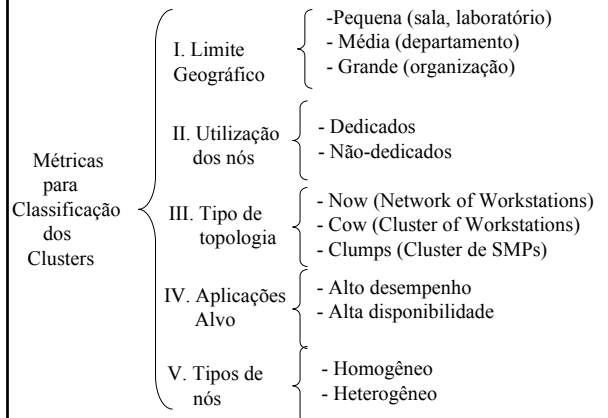 Métricas
para
Classificação
dos
Clusters
I. Limite
Geográfico
-Pequena (sala, laboratório)
- Média (departamento)
- Grande (organização)
II. Utilização
dos nós
- Dedicados
- Não-dedicados
III. Tipo de
topologia
- Now (Network of Workstations)
- Cow (Cluster of Workstations)
- Clumps (Cluster de SMPs)
IV. Aplicações
Alvo
- Alto desempenho
- Alta disponibilidade
V. Tipos de
nós
- Homogêneo
- Heterogêneo